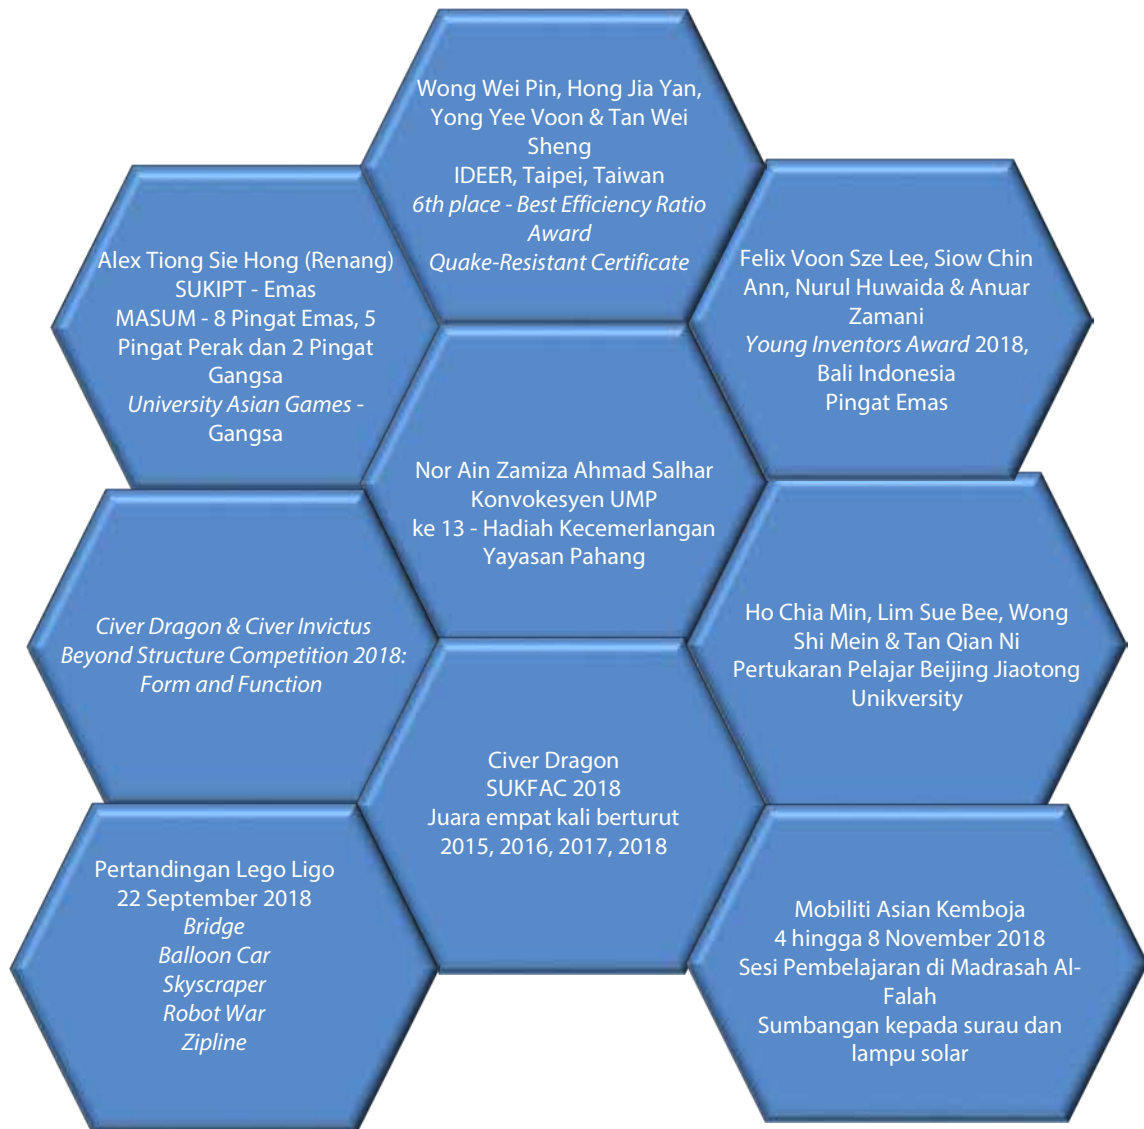 Wong Wei Pin, Hong Jia Yan,
Yong Yee Voon & Tan Wei
Sheng
IDEER, Taipei, Taiwan
6th place - Best Efficiency Ratio
Award
Quake-Resistant Certificate
Alex Tiong Sie Hong (Renang)
SUKIPT - Emas
MASUM - 8 Pingat Emas, 5
Pingat Perak dan 2 Pingat
Gangsa
University Asian Games -
Gangsa
Felix Voon Sze Lee, Siow Chin
Ann, Nurul Huwaida & Anuar
Zamani
Young Inventors Award 2018,
Bali Indonesia
Pingat Emas
Nor Ain Zamiza Ahmad Salhar
Konvokesyen UMP
ke 13 - Hadiah Kecemerlangan
Yayasan Pahang
Civer Dragon & Civer Invictus
Beyond Structure Competition 2018:
Form and Function
Ho Chia Min, Lim Sue Bee, Wong
Shi Mein & Tan Qian Ni
Pertukaran Pelajar Beijing Jiaotong
Unikversity
Civer Dragon
SUKFAC 2018
Juara empat kali berturut
2015, 2016, 2017, 2018
Pertandingan Lego Ligo
22 September 2018
Bridge
Balloon Car
Skyscraper
Robot War
Zipline
Mobiliti Asian Kemboja
4 hingga 8 November 2018
Sesi Pembelajaran di Madrasah Al-
Falah
Sumbangan kepada surau dan
lampu solar